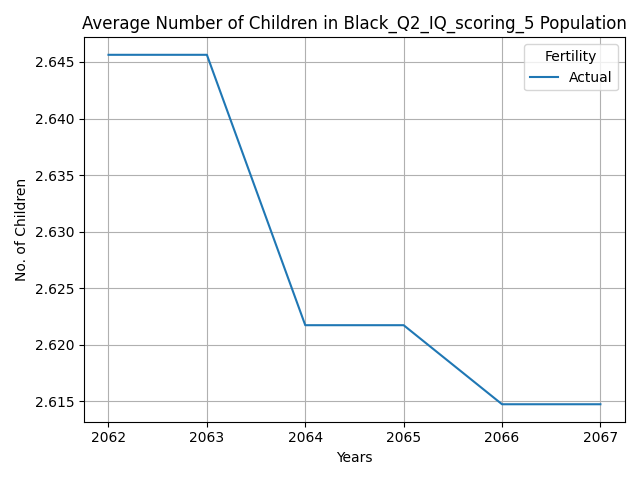 Average Number of Children in Black_Q2_IQ_scoring_5 Population
Fertility
Actual
No. of Children
2.645
2.640
2.635
2.630
2.625
2.620
2.615
2062 2063 2064 2065 2066 2067
Years